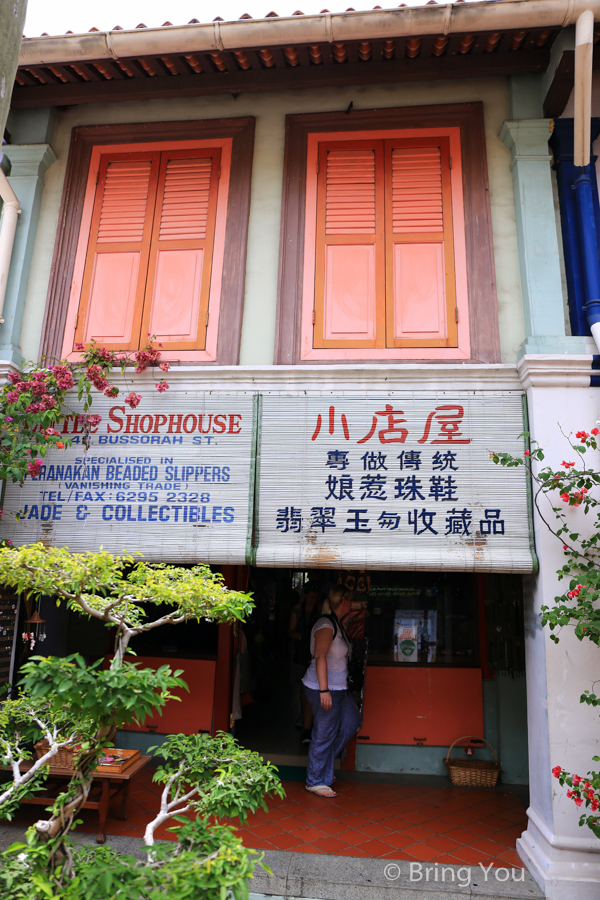 SHOPHOUSE
BUSSORAH ST.
SPECIALISED IN
PERANAKAN BEADED SLIPPERS
(VANISHING TRADE)
TEL/FAX: 6295 2328
JADE & COLLECTIBLES
小店屋
專做傳統
娘惹珠鞋
翡翠玉匆收藏品
© Bring You